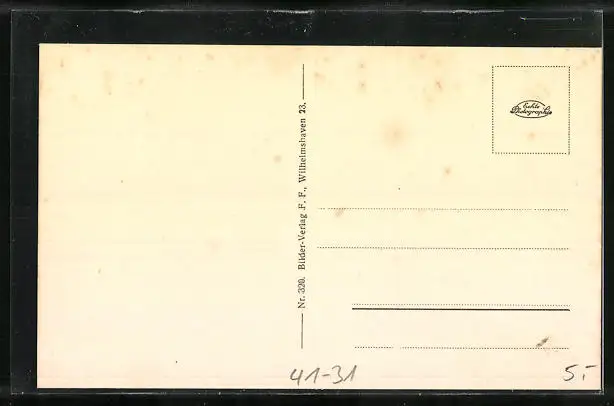 Nr. 320. Bilder-Verlag F. F., Wilhelmshaven 23.
Echte
Photographie
41-31
5.-